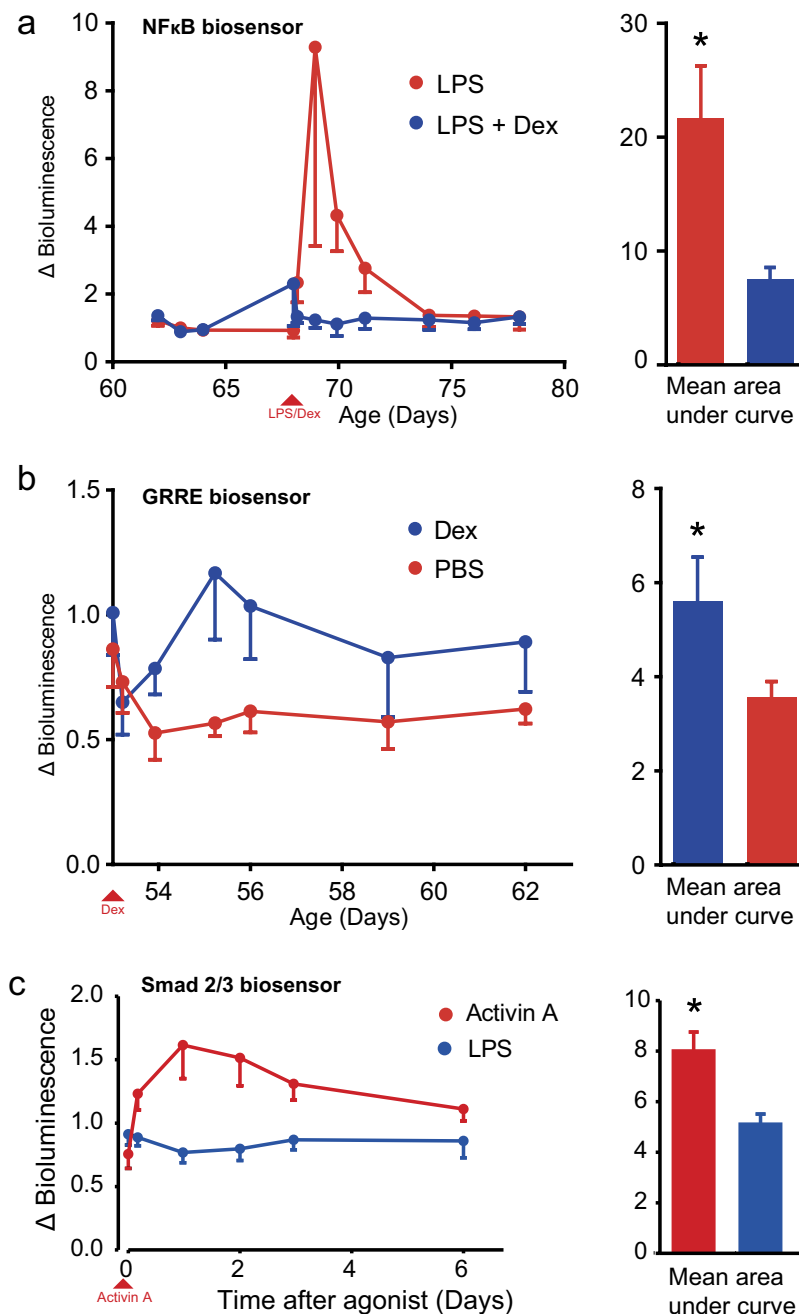 a
NFκB biosensor
LPS
LPS + Dex
Δ Bioluminescence
10
8
6
4
2
0
60
65
70
75
80
LPS/Dex
Age (Days)
*
30
20
10
0
Mean area
under curve
b
GRRE biosensor
Dex
PBS
Δ Bioluminescence
1.5
1.0
0.5
0.0
54
56
58
60
62
Dex
Age (Days)
*
8
6
4
2
0
Mean area
under curve
c
Smad 2/3 biosensor
Activin A
LPS
Δ Bioluminescence
2.0
1.5
1.0
0.5
0.0
0
2
4
6
Activin A
Time after agonist (Days)
*
10
8
6
4
2
0
Mean area
under curve